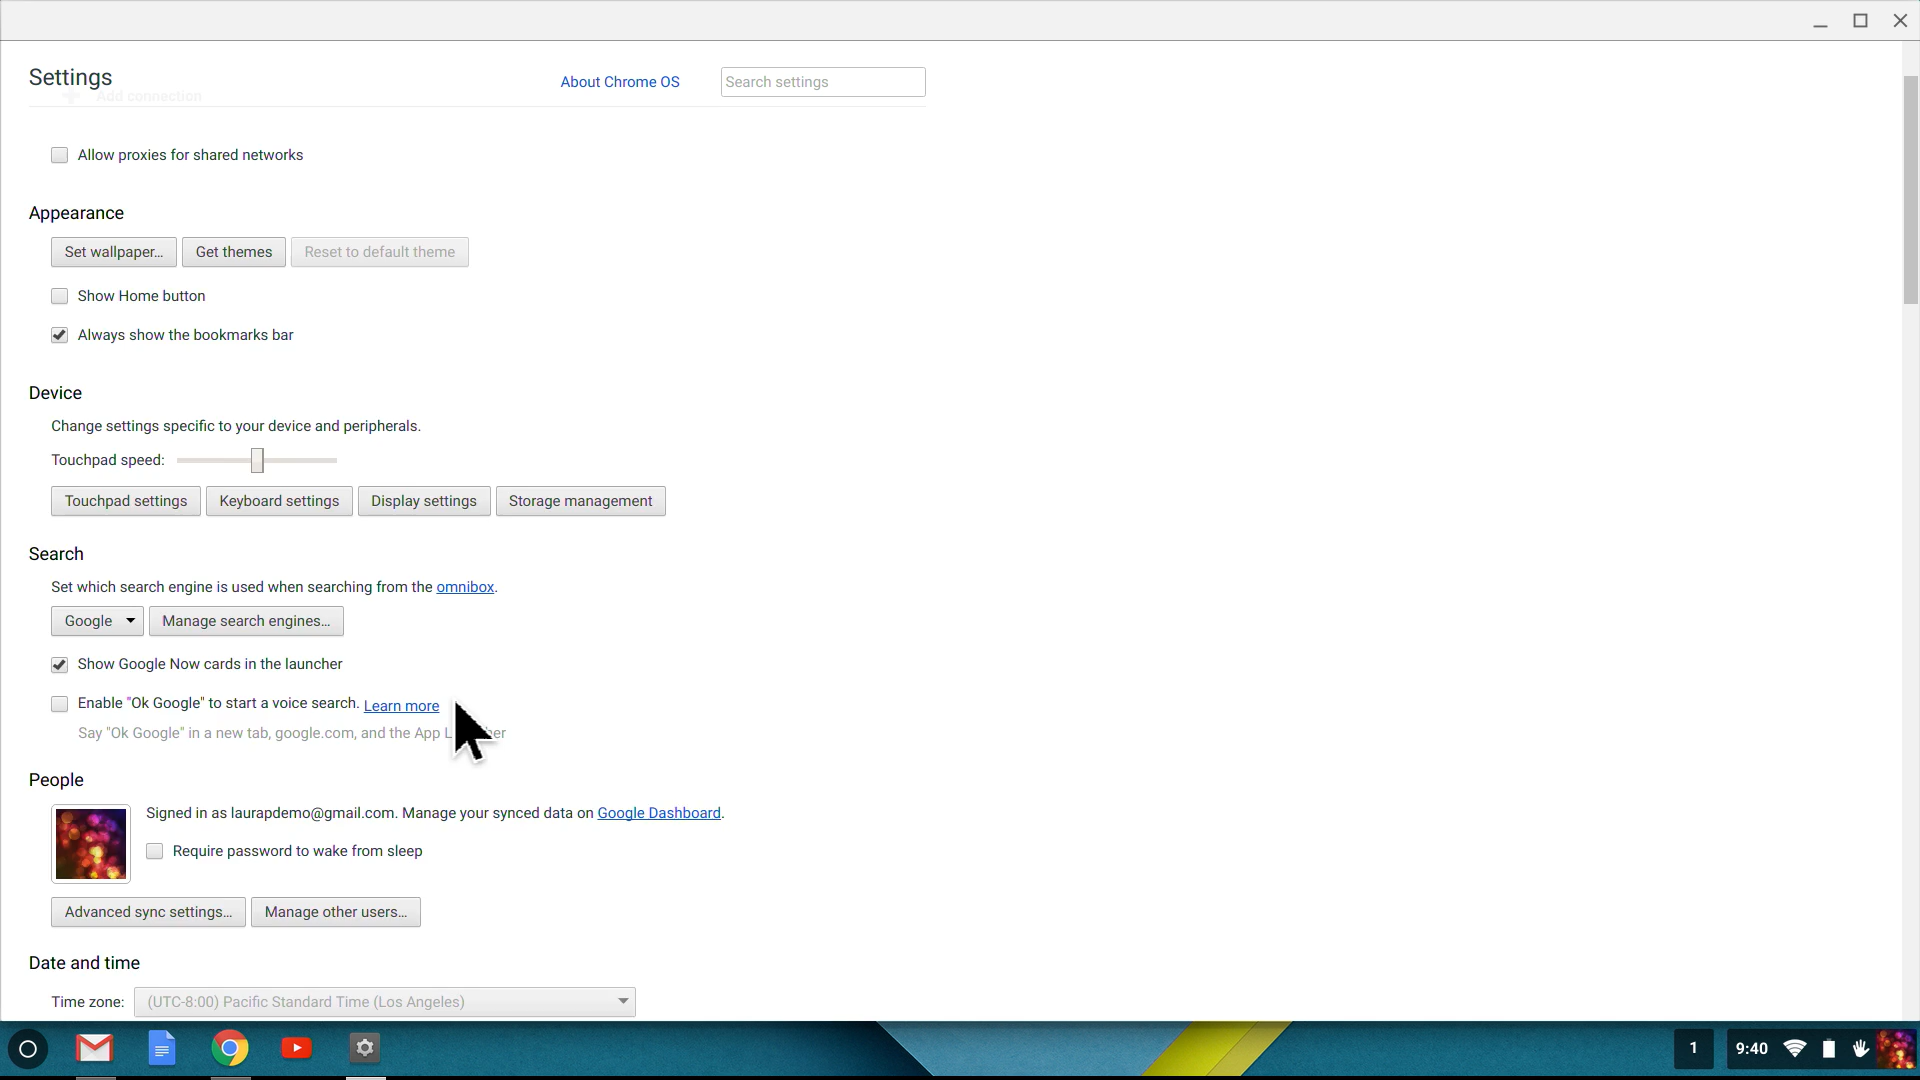 Settings
About Chrome OS
Search settings
Add connection
Allow proxies for shared networks
Appearance
Set wallpaper...
Get themes
Reset to default theme
Show Home button
Always show the bookmarks bar
Device
Change settings specific to your device and peripherals.
Touchpad speed:
Touchpad settings
Keyboard settings
Display settings
Storage management
Search
Set which search engine is used when searching from the omnibox.
Google
Manage search engines...
Show Google Now cards in the launcher
Enable "Ok Google" to start a voice search. Learn more
Say "Ok Google" in a new tab, google.com, and the App
People
Signed in as laurapdemo@gmail.com. Manage your synced data on Google Dashboard.
Require password to wake from sleep
Advanced sync settings...
Manage other users...
Date and time
Time zone:
(UTC-8:00) Pacific Standard Time (Los Angeles)
1
9:40